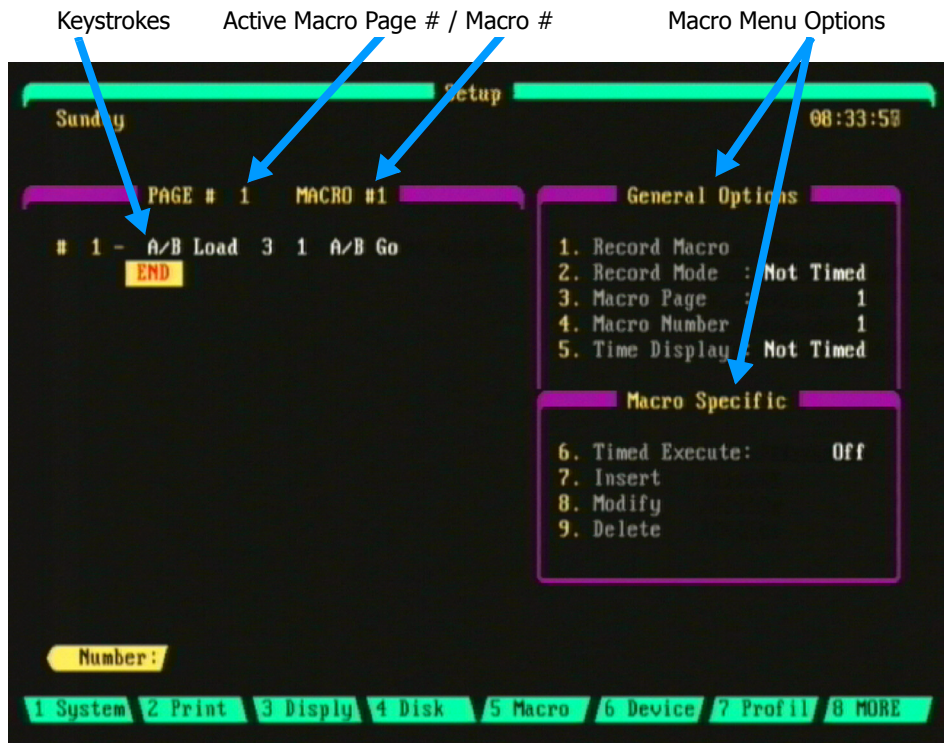 Keystrokes Active Macro Page # / Macro # Macro Menu Options
Setup
Sunday 08:33:5
PAGE # 1 MACRO #1
General Options
# 1 - A/B Load 3 1 A/B Go
END
1. Record Macro
2. Record Mode : Not Timed
3. Macro Page : 1
4. Macro Number 1
5. Time Display : Not Timed
Macro Specific
6. Timed Execute: Off
7. Insert
8. Modify
9. Delete
Number:
1 System 2 Print 3 Disply 4 Disk 5 Macro 6 Device 7 Profil 8 MORE